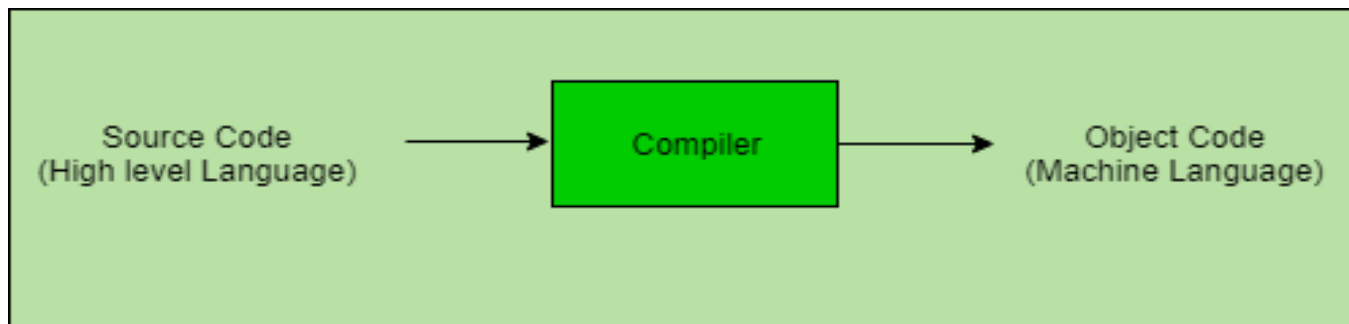 Source Code
(High level Language)
Compiler
Object Code
(Machine Language)